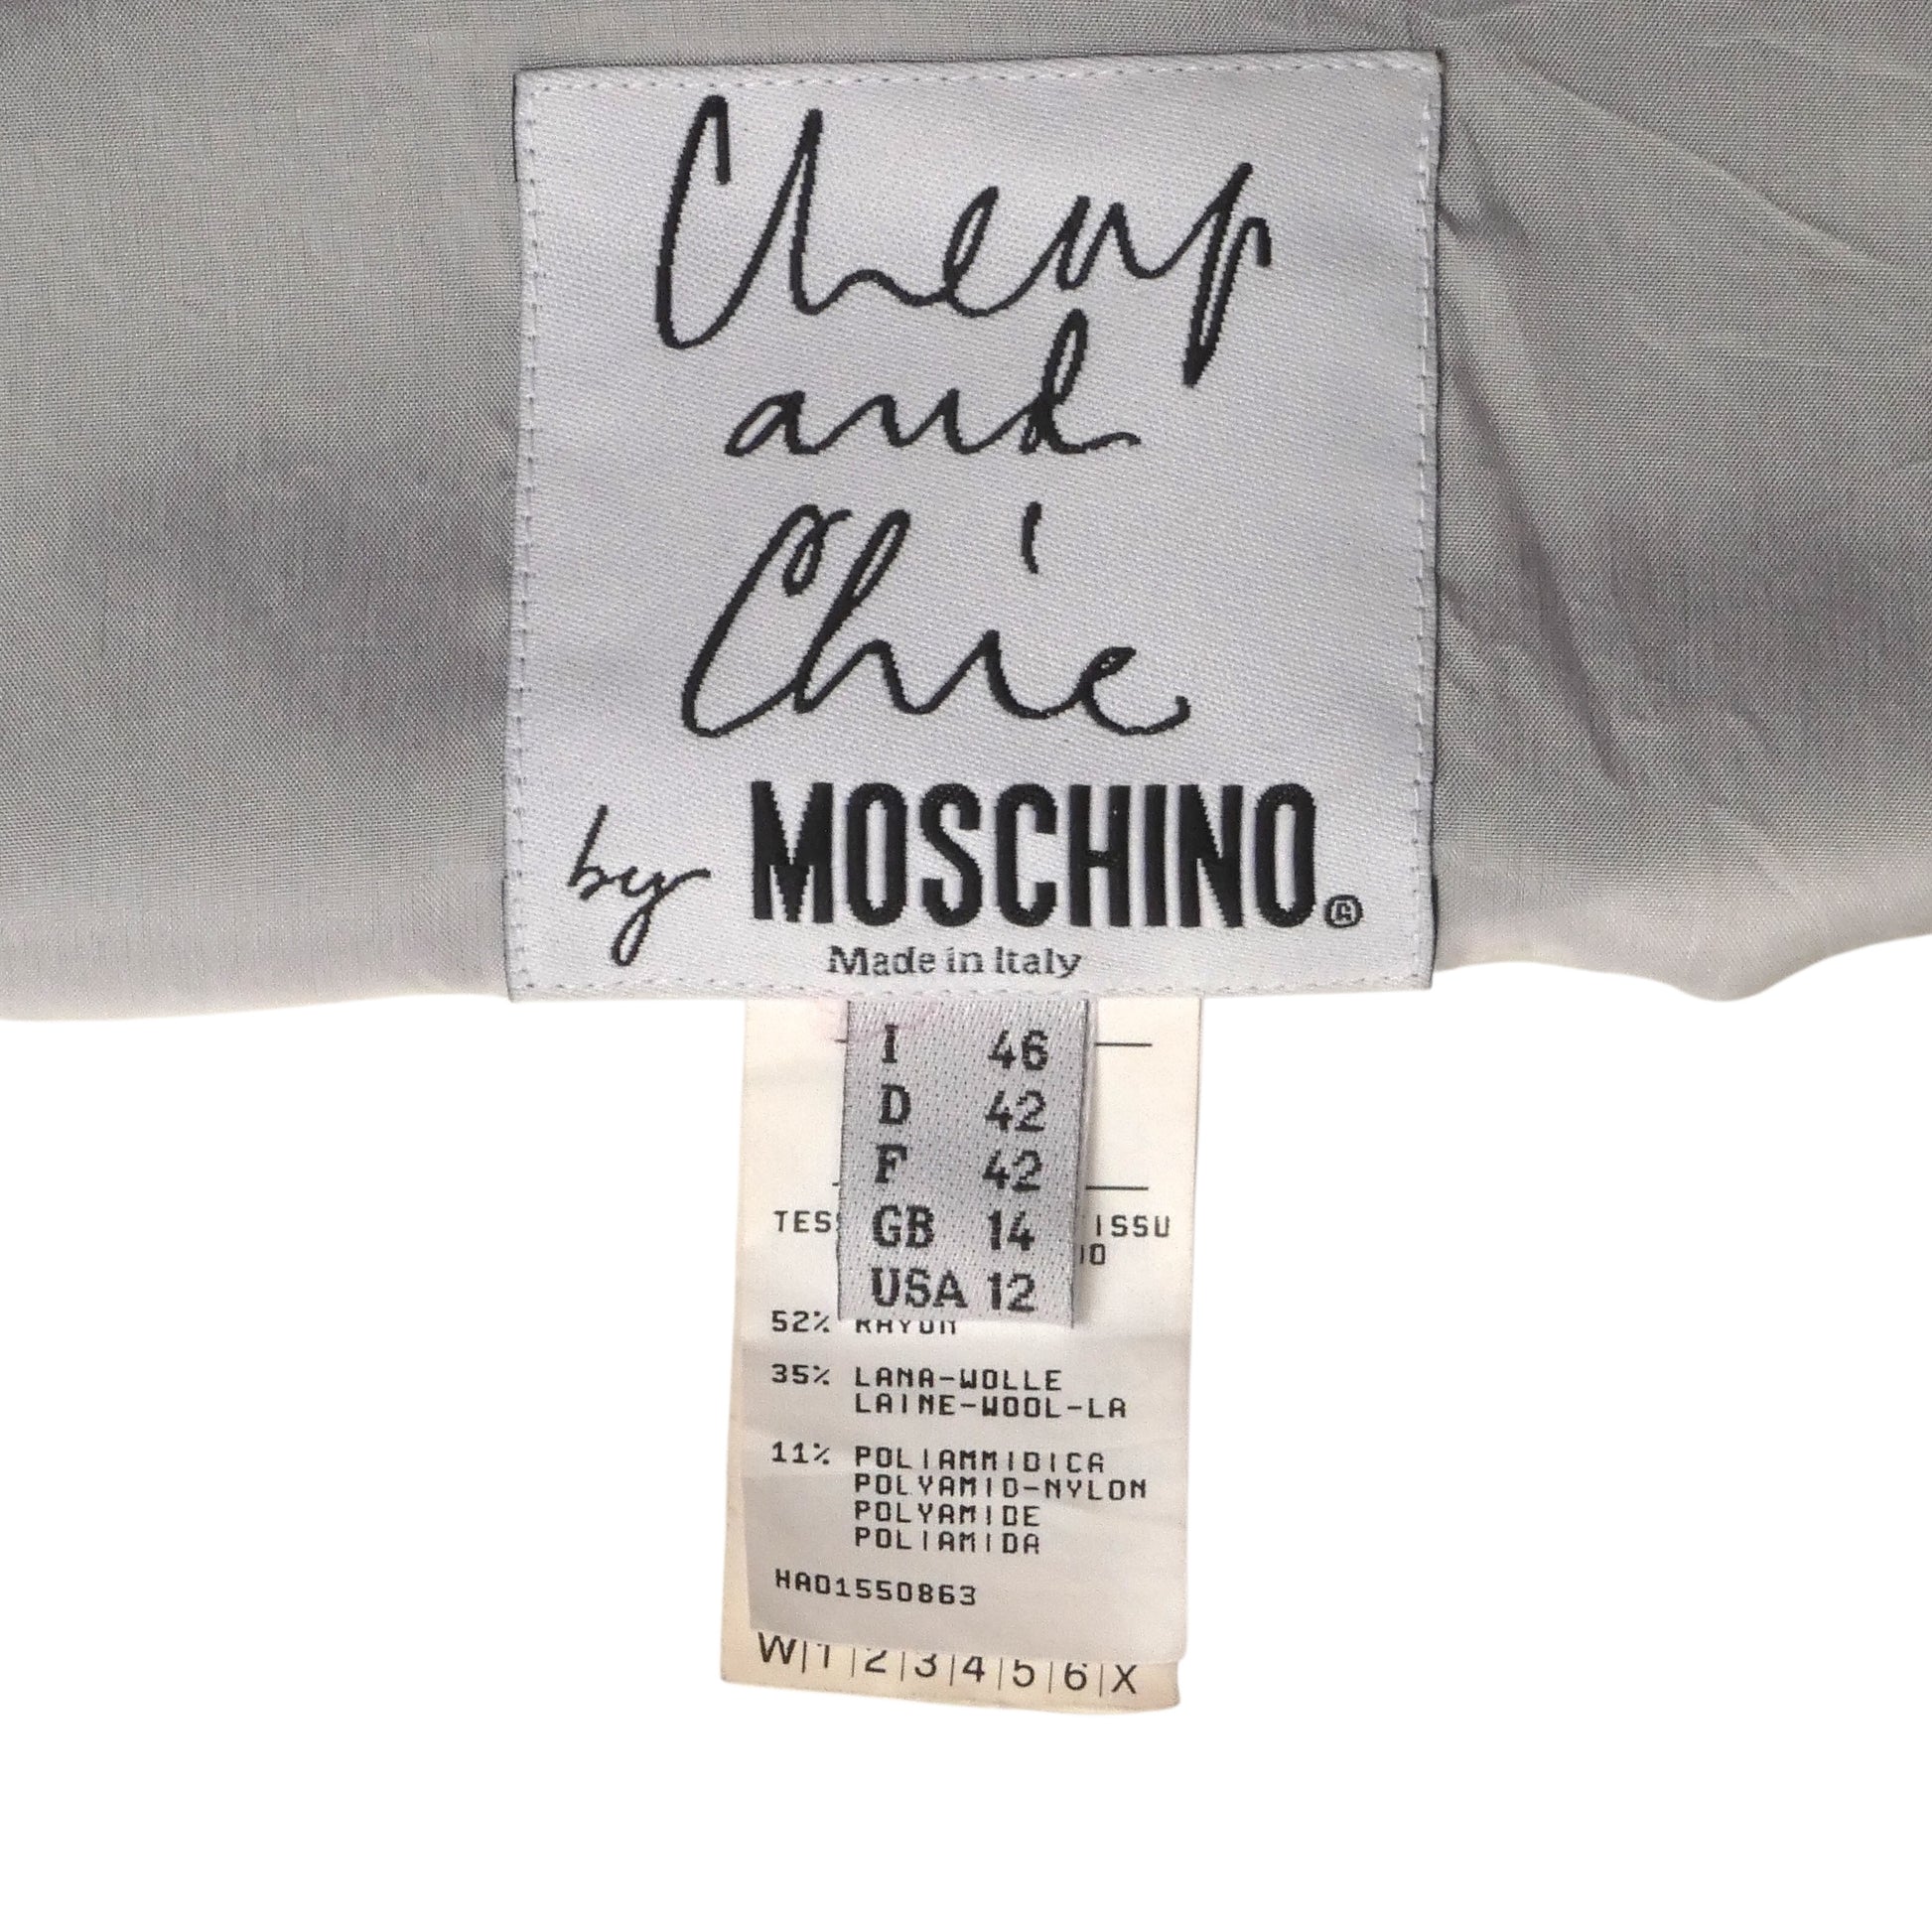 Cheap
and
Chic
by MOSCHINO®
Made in Italy
I 46
D 42
F 42
GB 14
USA 12
52% RAYON
35% LANA-WOLLE
LAINE-WOOL-LA
11% POLIAMMIDICA
POLYAMID-NYLON
POLYAMIDE
POLIAMIDA
HA01550863
W|1|2|3|4|5|6|X